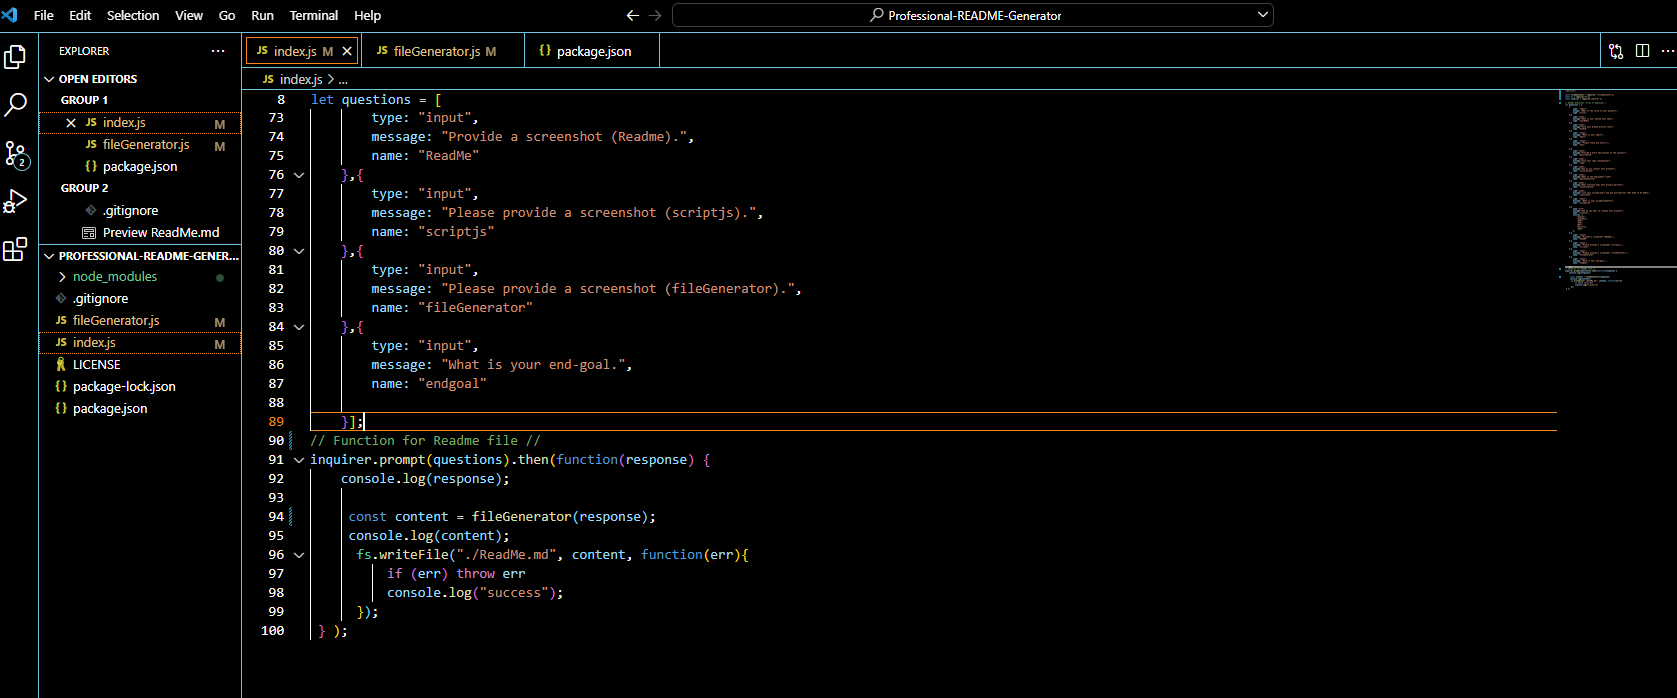 File Edit Selection View Go Run Terminal Help
Professional-README-Generator
EXPLORER
OPEN EDITORS
GROUP 1
JS index.js M
JS fileGenerator.js M
{} package.json
GROUP 2
.gitignore
Preview ReadMe.md
PROFESSIONAL-README-GENER...
node_modules
.gitignore
JS fileGenerator.js M
JS index.js M
LICENSE
{} package-lock.json
{} package.json
2
JS index.js M JS fileGenerator.js M {} package.json
JS index.js > ...
8 let questions = [
73 type: "input",
74 message: "Provide a screenshot (Readme).",
75 name: "ReadMe"
76 },{
77 type: "input",
78 message: "Please provide a screenshot (scriptjs).",
79 name: "scriptjs"
80 },{
81 type: "input",
82 message: "Please provide a screenshot (fileGenerator).",
83 name: "fileGenerator"
84 },{
85 type: "input",
86 message: "What is your end-goal.",
87 name: "endgoal"
88
89 }];
90 // Function for Readme file //
91 inquirer.prompt(questions).then(function(response) {
92 console.log(response);
93
94 const content = fileGenerator(response);
95 console.log(content);
96 fs.writeFile("./ReadMe.md", content, function(err){
97 if (err) throw err
98 console.log("success");
99 });
100 } );